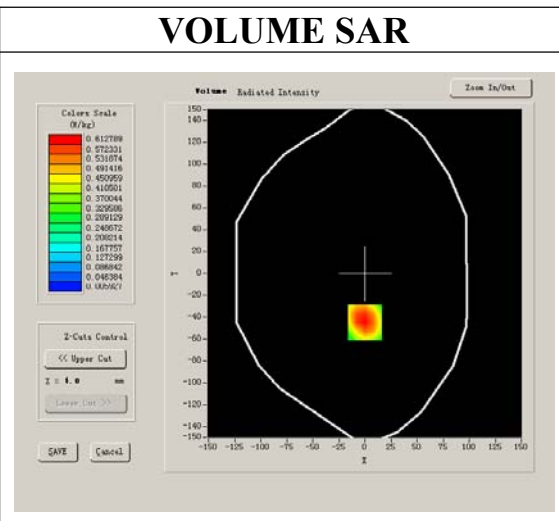 VOLUME SAR
Volume Radiated Intensity
Zoom In/Out
Colors Scale
(W/kg)
0.612789
0.572331
0.531874
0.491416
0.450959
0.410501
0.370044
0.329586
0.289129
0.248672
0.208214
0.167757
0.127299
0.086842
0.046384
0.005927
Z-Cuts Control
<< Upper Cut
Z = 4.0 mm
Lower Cut >>
SAVE
Cancel
150
140
120
100
80
60
40
20
0
-20
-40
-60
-80
-100
-120
-140
-150
Y
-150 -125 -100 -75 -50 -25 0 25 50 75 100 125 150
X